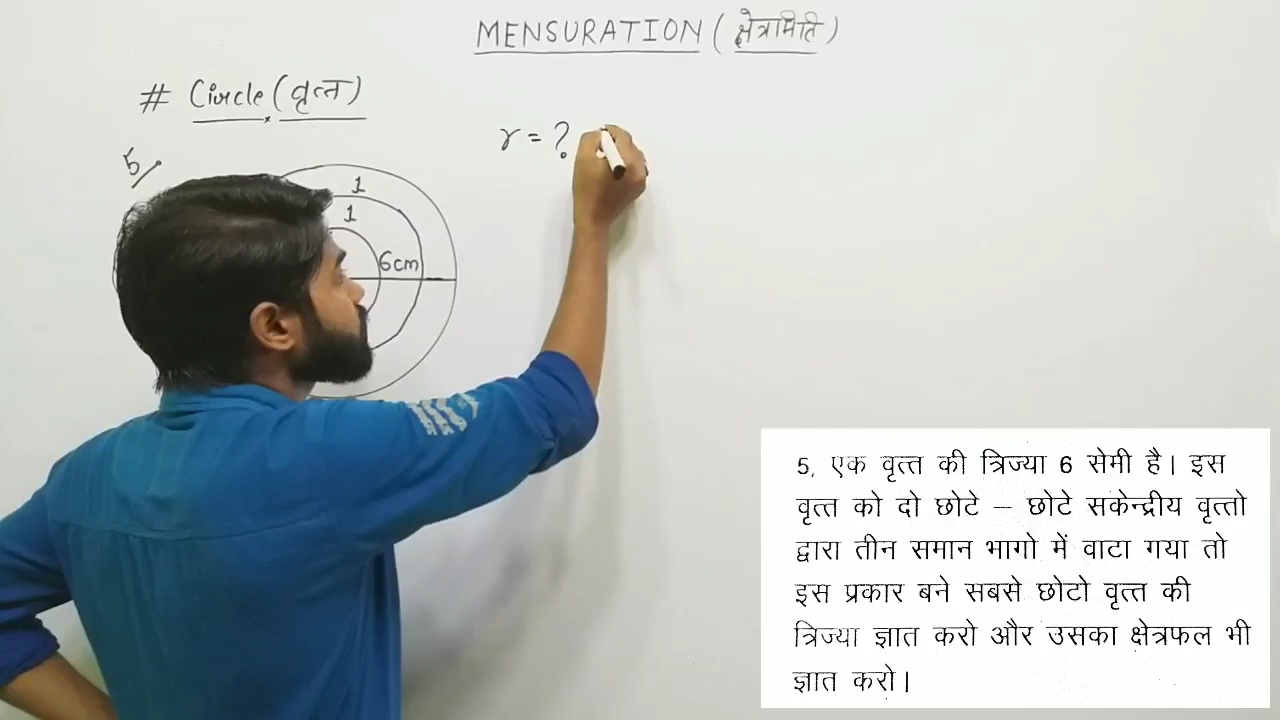 MENSURATION (क्षेत्रामिति)
# Circle (वृत्त)
5
r = ?
1
1
6cm
5, एक वृत्त की त्रिज्या 6 सेमी है। इस
वृत्त को दो छोटे – छोटे सकेन्द्रीय वृत्तो
द्वारा तीन समान भागो में वाटा गया तो
इस प्रकार बने सबसे छोटो वृत्त की
त्रिज्या ज्ञात करो और उसका क्षेत्रफल भी
ज्ञात करो।